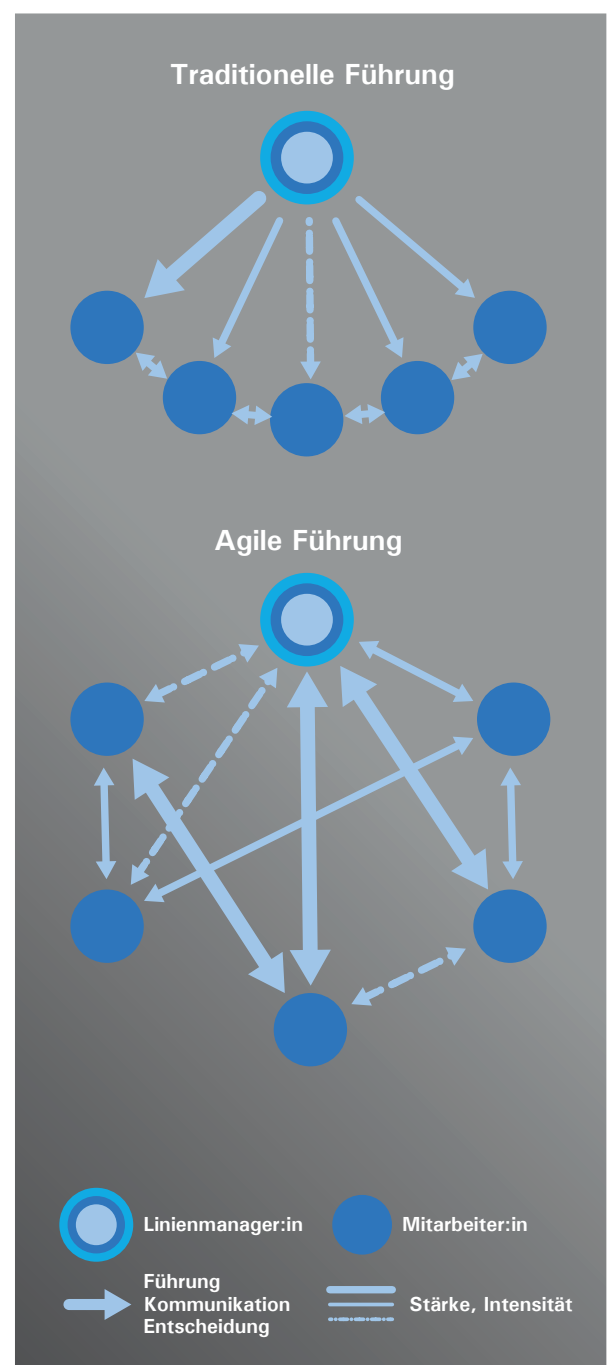 Traditionelle Führung
Agile Führung
Linienmanager:in
Mitarbeiter:in
Führung
Kommunikation
Entscheidung
Stärke, Intensität